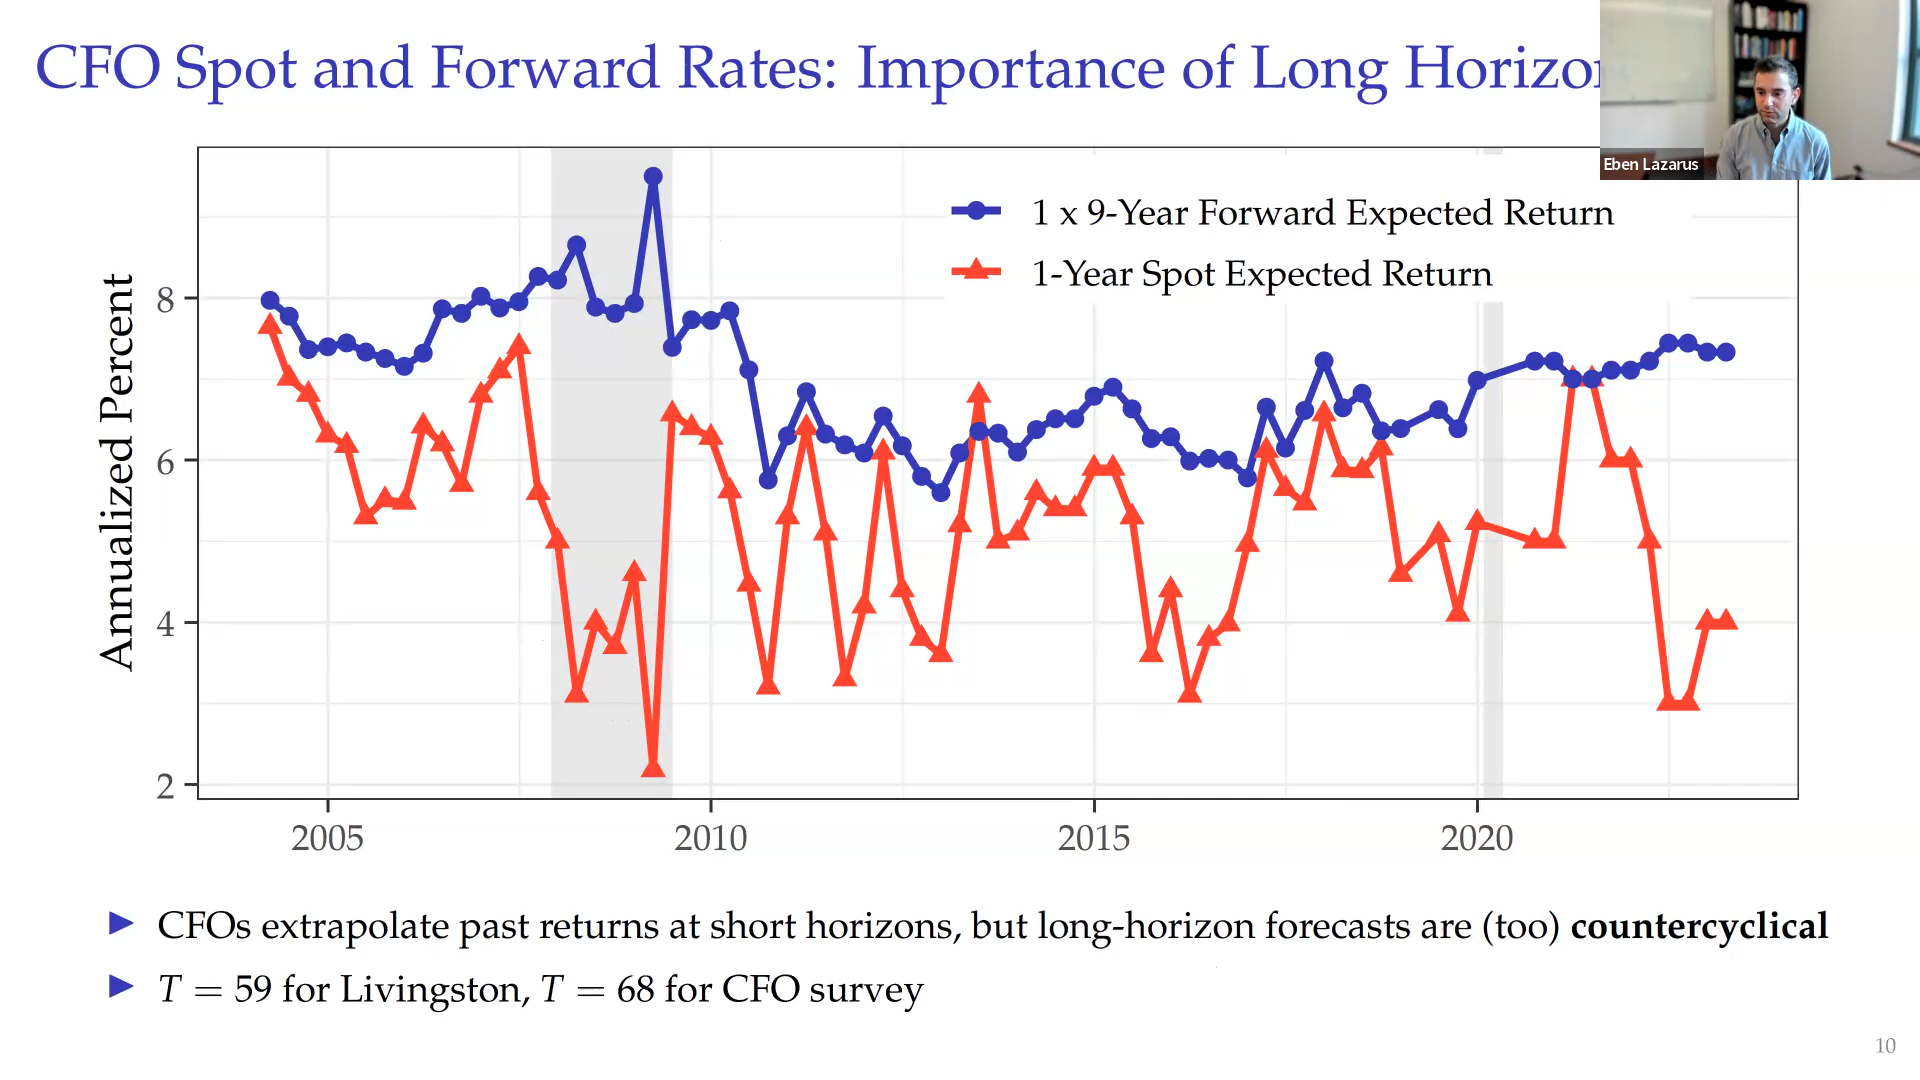 CFO Spot and Forward Rates: Importance of Long Horizon
Eben Lazarus
1 x 9-Year Forward Expected Return
1-Year Spot Expected Return
Annualized Percent
8
6
4
2
2005 2010 2015 2020
CFOs extrapolate past returns at short horizons, but long-horizon forecasts are (too) countercyclical
T = 59 for Livingston, T = 68 for CFO survey
10